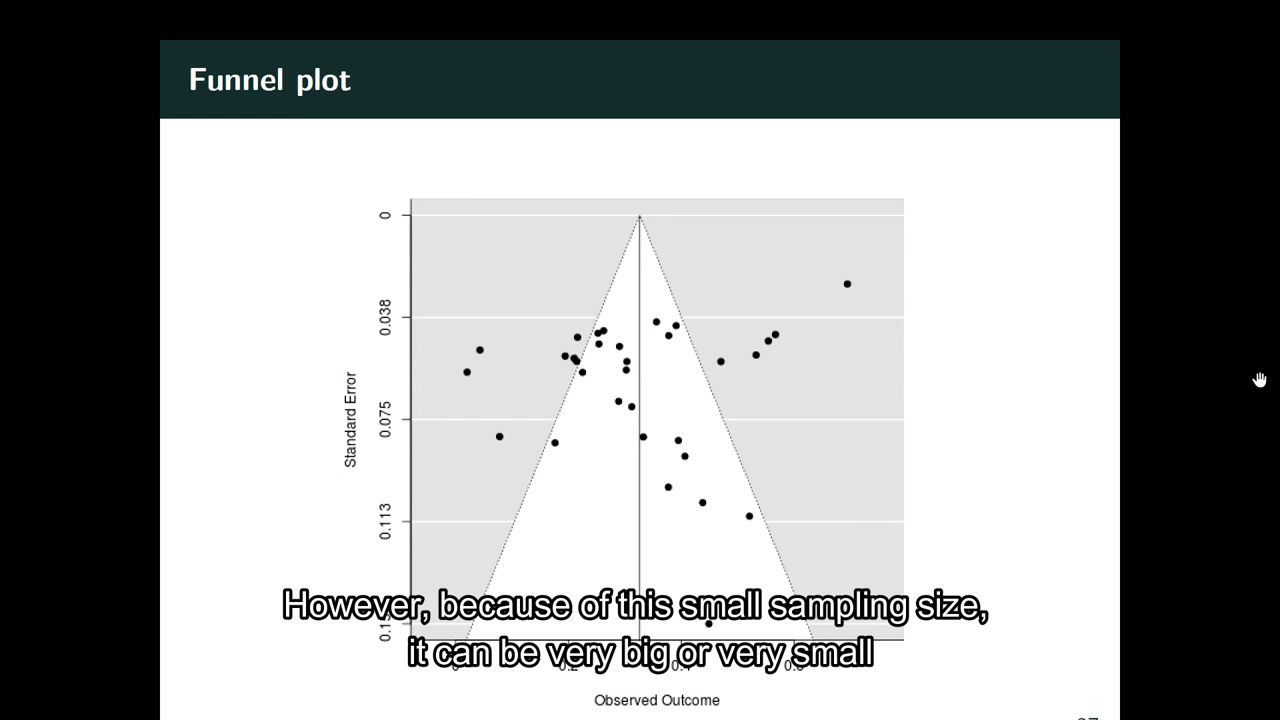 Funnel plot
0
0.038
0.075
0.113
Standard Error
However, because of this small sampling size,
it can be very big or very small
Observed Outcome